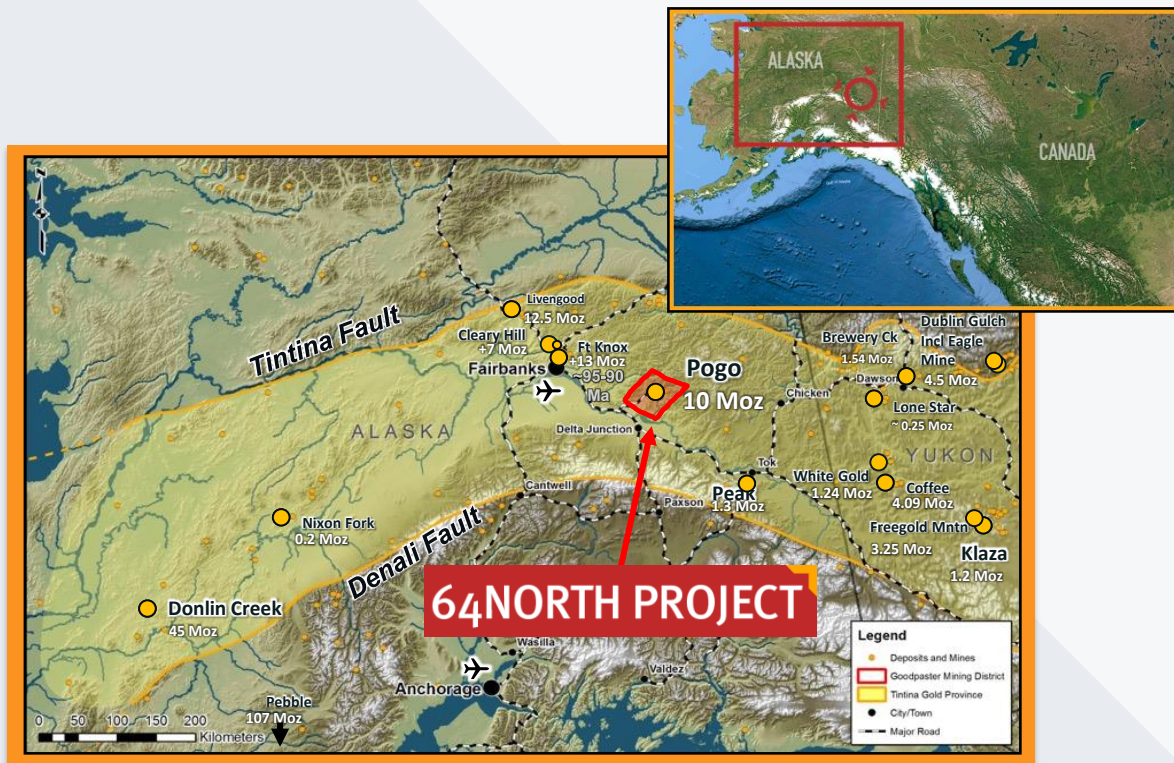 ALASKA
CANADA
Gulf of Alaska
N
Tintina Fault
Livengood
12.5 Moz
Cleary Hill
+7 Moz
Ft Knox
+13 Moz
~95-90
Ma
Fairbanks
Pogo
10 Moz
Brewery Ck
1.54 Moz
Dublin Gulch
Incl Eagle
Mine
4.5 Moz
Dawson
Chicken
Lone Star
~ 0.25 Moz
ALASKA
Delta Junction
YUKON
Tok
White Gold
1.24 Moz
Coffee
4.09 Moz
Cantwell
Paxson
Peak
1.3 Moz
Freegold Mntn
3.25 Moz
Klaza
1.2 Moz
Nixon Fork
0.2 Moz
Denali Fault
64NORTH PROJECT
Donlin Creek
45 Moz
Wasilla
Valdez
Anchorage
Pebble
107 Moz
0 50 100 150 200
Kilometers
Legend
Deposits and Mines
Goodpaster Mining District
Tintina Gold Province
City/Town
Major Road